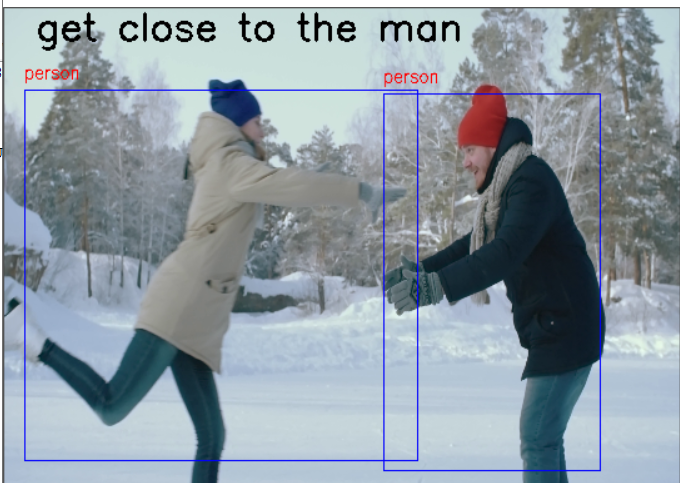 get close to the man
person
person